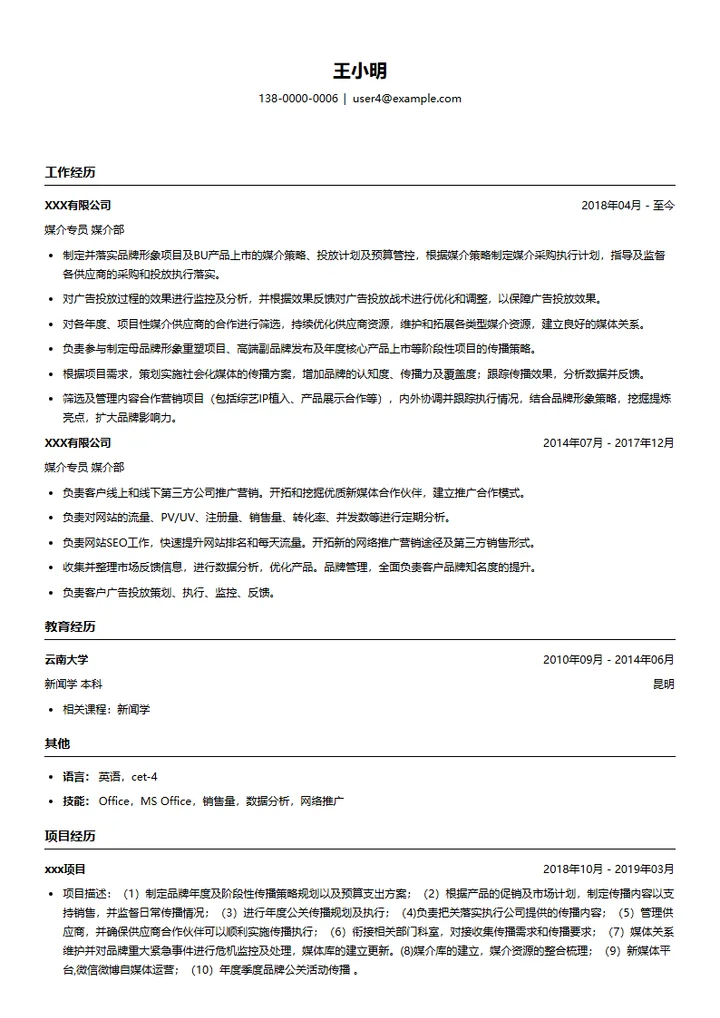 王小明
138-0000-0006 | user4@example.com
工作经历
XXX有限公司 2018年04月 - 至今
媒介专员 媒介部
• 制定并落实品牌形象项目及BU产品上市的媒介策略、投放计划及预算管控，根据媒介策略制定媒介采购执行计划，指导及监督
各供应商的采购和投放执行落实。
• 对广告投放过程的效果进行监控及分析，并根据效果反馈对广告投放战术进行优化和调整，以保障广告投放效果。
• 对各年度、项目性媒介供应商的合作进行筛选，持续优化供应商资源，维护和拓展各类型媒介资源，建立良好的媒体关系。
• 负责参与制定母品牌形象重塑项目、高端副品牌发布及年度核心产品上市等阶段性项目的传播策略。
• 根据项目需求，策划实施社会化媒体的传播方案，增加品牌的认知度、传播力及覆盖度；跟踪传播效果，分析数据并反馈。
• 筛选及管理内容合作营销项目（包括综艺IP植入、产品展示合作等），内外协调并跟踪执行情况，结合品牌形象策略，挖掘提炼
亮点，扩大品牌影响力。
XXX有限公司 2014年07月 - 2017年12月
媒介专员 媒介部
• 负责客户线上和线下第三方公司推广营销。开拓和挖掘优质新媒体合作伙伴，建立推广合作模式。
• 负责对网站的流量、PV/UV、注册量、销售量、转化率、并发数等进行定期分析。
• 负责网站SEO工作，快速提升网站排名和每天流量。开拓新的网络推广营销途径及第三方销售形式。
• 收集并整理市场反馈信息，进行数据分析，优化产品。品牌管理，全面负责客户品牌知名度的提升。
• 负责客户广告投放策划、执行、监控、反馈。
教育经历
云南大学 2010年09月 - 2014年06月
新闻学 本科 昆明
• 相关课程：新闻学
其他
• 语言： 英语，cet-4
• 技能： Office，MS Office，销售量，数据分析，网络推广
项目经历
xxx项目 2018年10月 - 2019年03月
• 项目描述：（1）制定品牌年度及阶段性传播策略规划以及预算支出方案；（2）根据产品的促销及市场计划，制定传播内容以支
持销售，并监督日常传播情况；（3）进行年度公关传播规划及执行；（4)负责把关落实执行公司提供的传播内容；（5）管理供
应商，并确保供应商合作伙伴可以顺利实施传播执行；（6）衔接相关部门科室，对接收集传播需求和传播要求；（7）媒体关系
维护并对品牌重大紧急事件进行危机监控及处理，媒体库的建立更新。(8)媒介库的建立，媒介资源的整合梳理；（9）新媒体平
台,微信微博自媒体运营；（10）年度季度品牌公关活动传播 。